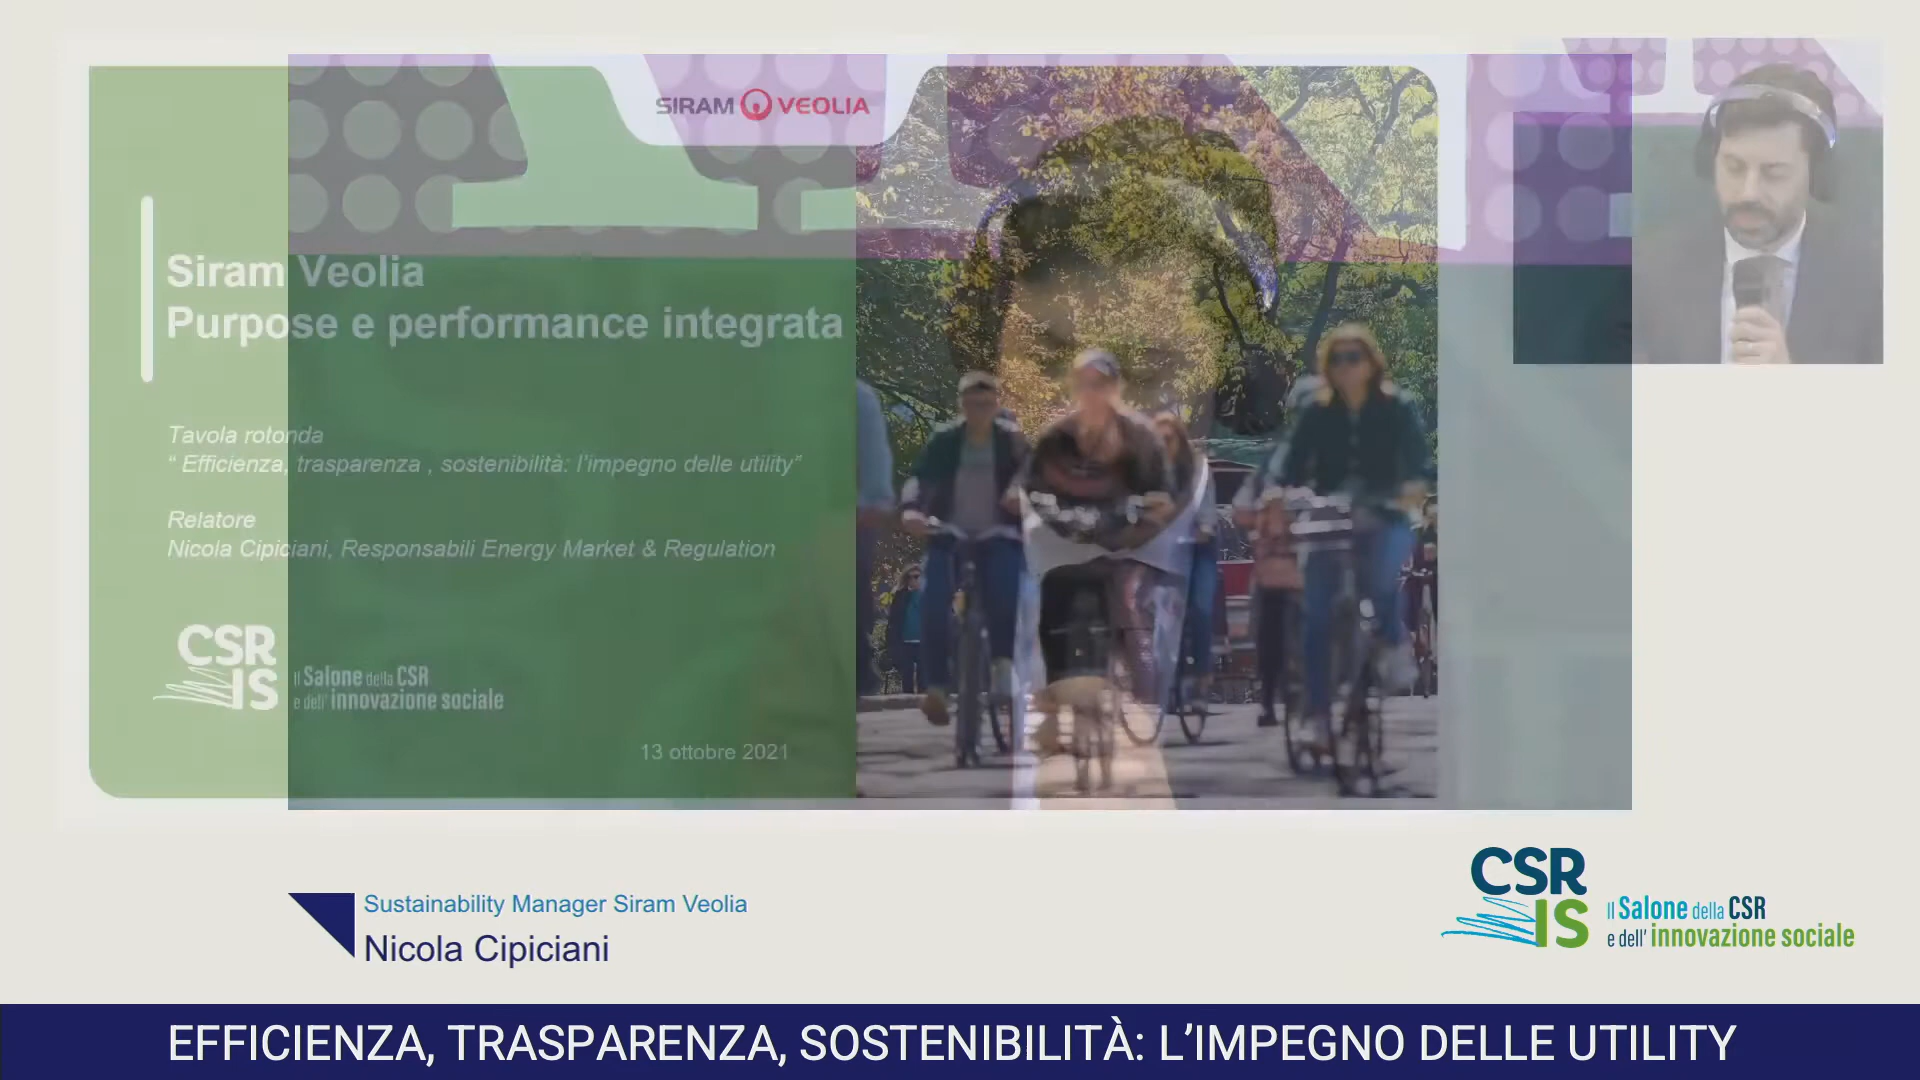 SIRAM VEOLIA
Siram Veolia
Purpose e performance integrata
Tavola rotonda
“ Efficienza, trasparenza , sostenibilità: l’impegno delle utility”
Relatore
Nicola Cipiciani, Responsabili Energy Market & Regulation
CSR
IS
Il Salone della CSR
e dell’ innovazione sociale
13 ottobre 2021
Sustainability Manager Siram Veolia
Nicola Cipiciani
CSR
IS
Il Salone della CSR
e dell’ innovazione sociale
EFFICIENZA, TRASPARENZA, SOSTENIBILITÀ: L’IMPEGNO DELLE UTILITY